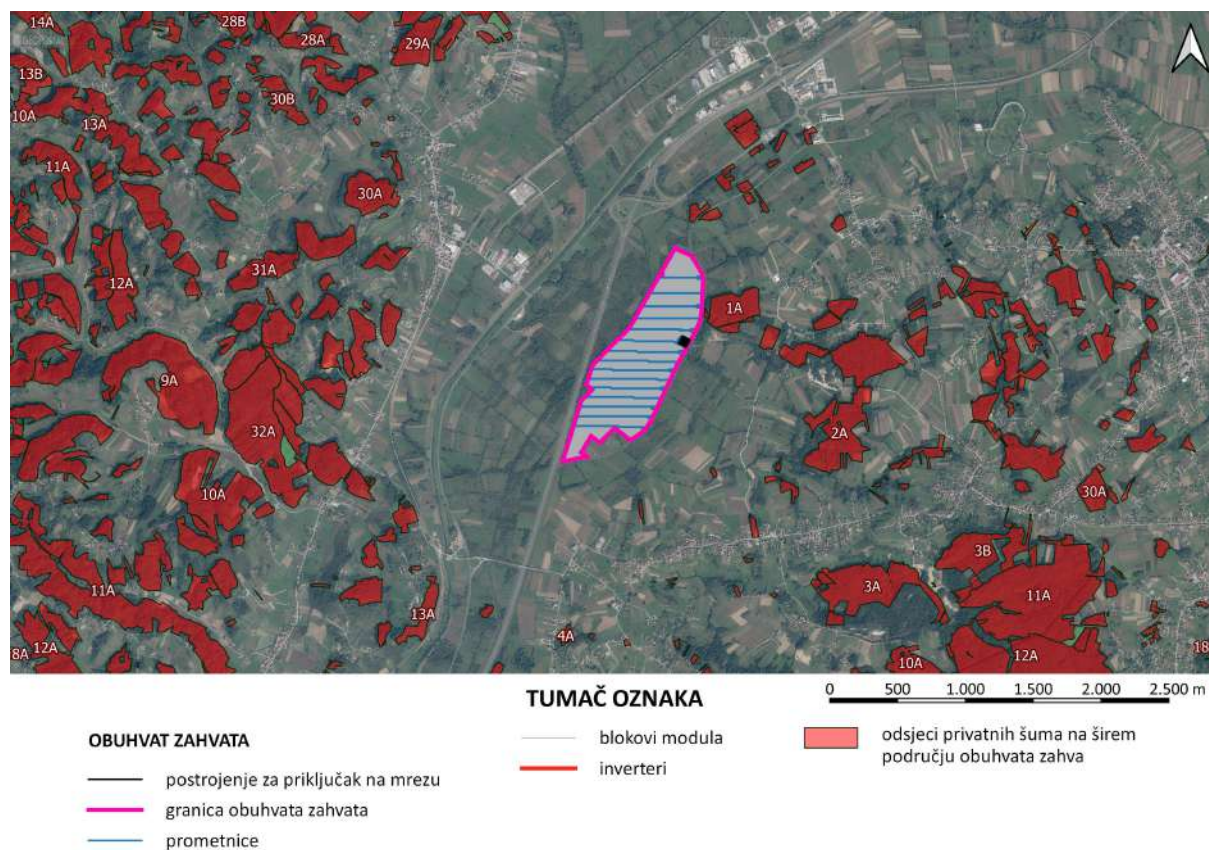 14A
28B
28A
29A
13B
30B
10A
13A
11A
30A
12A
31A
1A
9A
32A
2A
10A
30A
3B
11A
3A
11A
13A
4A
8A
12A
10A
12A
18
TUMAČ OZNAKA
0 500 1.000 1.500 2.000 2.500 m
OBUHVAT ZAHVATA
postrojenje za priključak na mrezu
granica obuhvata zahvata
prometnice
blokovi modula
inverteri
odsjeci privatnih šuma na širem
području obuhvata zahva